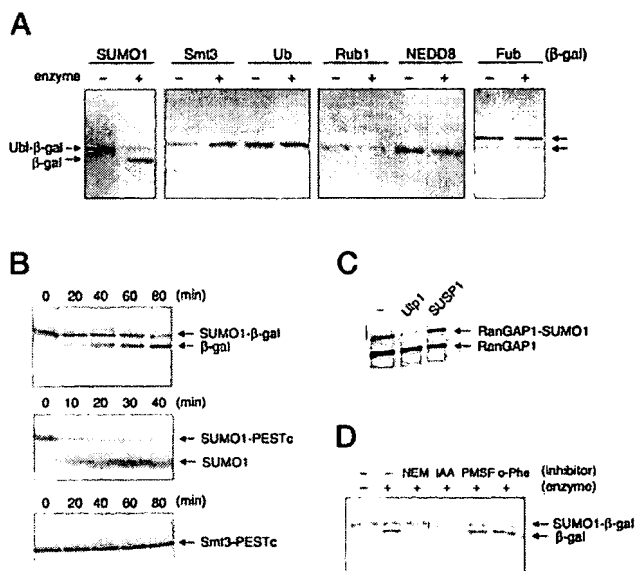 A
SUMO1 Smt3 Ub Rub1 NEDD8 Fub (β-gal)
enzyme − + − + − + − + − + − +
Ubl-β-gal
β-gal
B
0 20 40 60 80 (min)
SUMO1-β-gal
β-gal
0 10 20 30 40 (min)
SUMO1-PESTc
SUMO1
0 20 40 60 80 (min)
Smt3-PESTc
C
− Ulp1 SUSP1
RanGAP1-SUMO1
RanGAP1
D
− − NEM IAA PMSF o-Phe (inhibitor)
− + + + + + (enzyme)
SUMO1-β-gal
β-gal